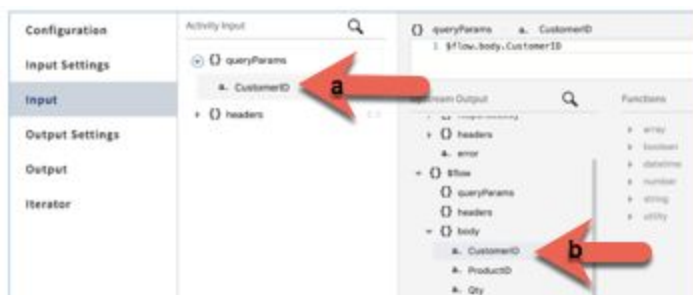 Configuration
Input Settings
Input
Output Settings
Output
Iterator
Activity Input
{} queryParams
a. CustomerID
{} headers
a
{} queryParams a. CustomerID
1 $flow.body.CustomerID
Upstream Output
{} headers
a. error
{} $flow
{} queryParams
{} headers
{} body
a. CustomerID
a. ProductID
a. Qty
b
Functions
array
boolean
datetime
number
string
utility